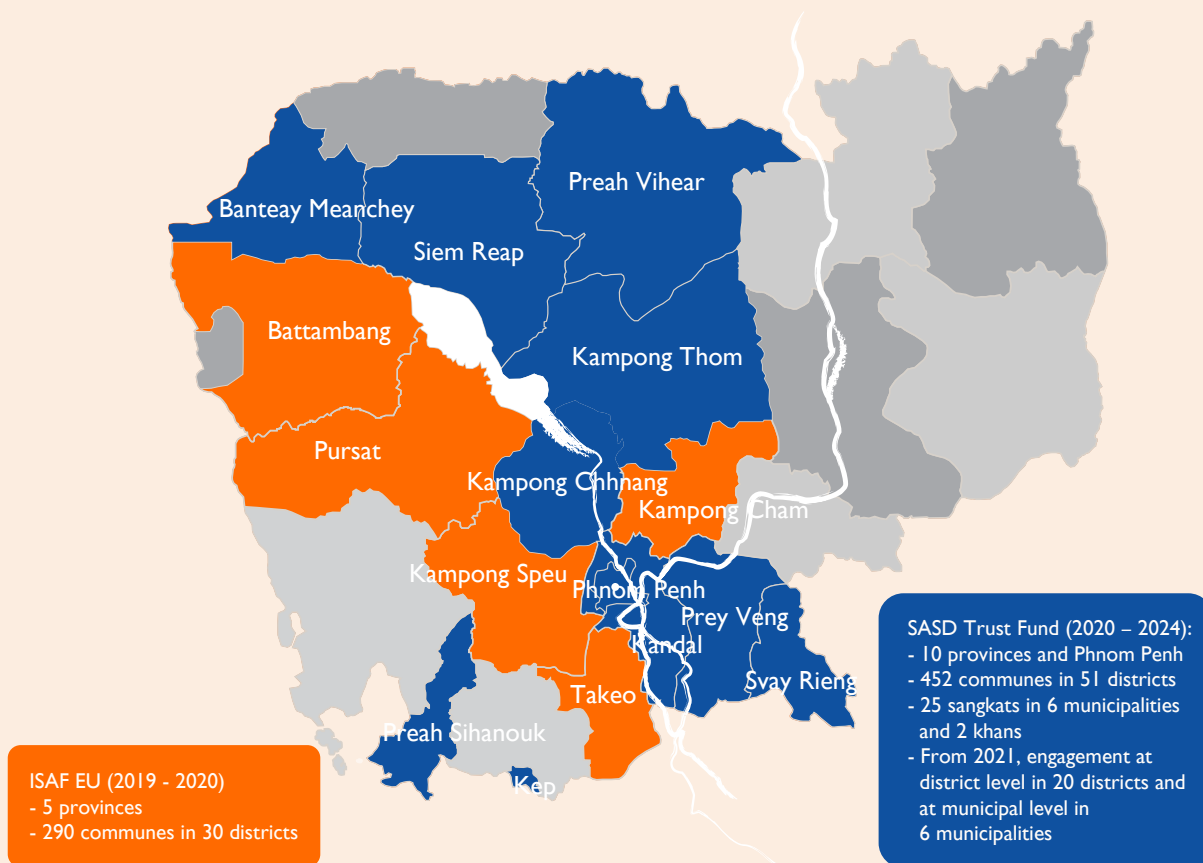 Preah Vihear
Banteay Meanchey
Siem Reap
Battambang
Kampong Thom
Pursat
Kampong Chhnang
Kampong Cham
Kampong Speu
Phnom Penh
Prey Veng
Kandal
Svay Rieng
Takeo
Preah Sihanouk
Kep
ISAF EU (2019 - 2020)
- 5 provinces
- 290 communes in 30 districts
SASD Trust Fund (2020 – 2024):
- 10 provinces and Phnom Penh
- 452 communes in 51 districts
- 25 sangkats in 6 municipalities
and 2 khans
- From 2021, engagement at
district level in 20 districts and
at municipal level in
6 municipalities